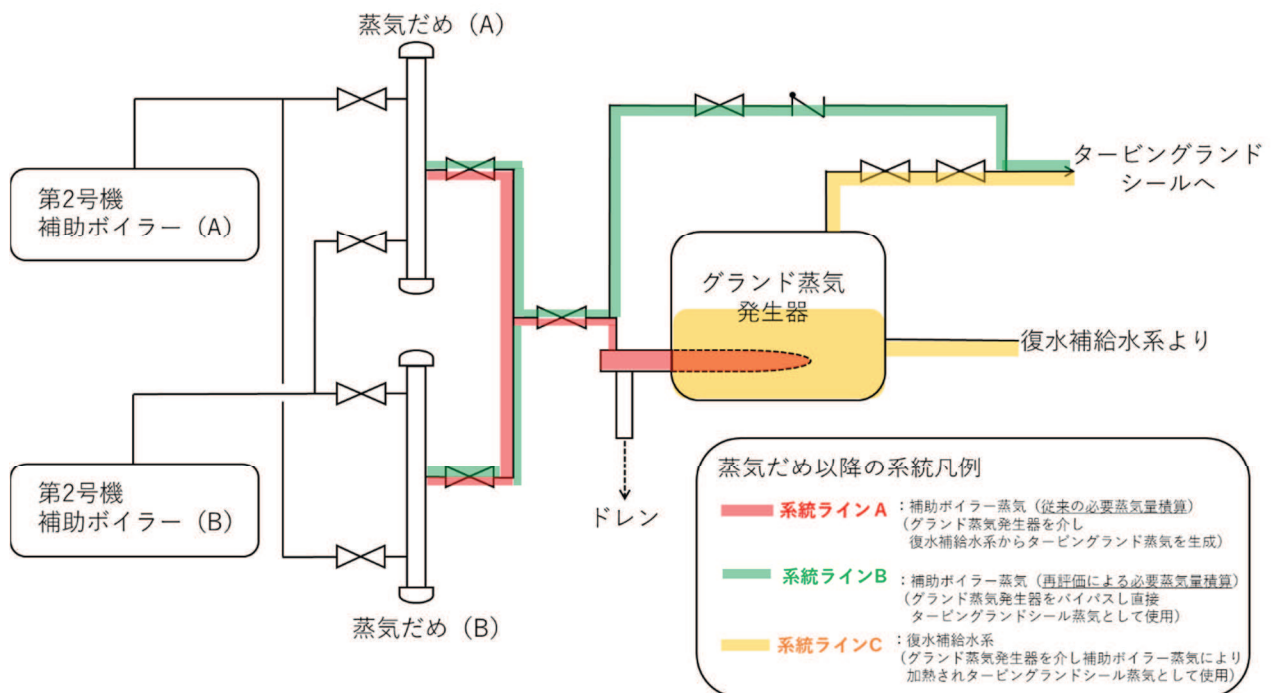 蒸気だめ（A）
第2号機
補助ボイラー（A）
タービングランド
シールへ
グランド蒸気
発生器
復水補給水系より
第2号機
補助ボイラー（B）
ドレン
蒸気だめ（B）
蒸気だめ以降の系統凡例
系統ラインA ：補助ボイラー蒸気（従来の必要蒸気量積算）
（グランド蒸気発生器を介し
復水補給水系からタービングランド蒸気を生成）
系統ラインB ：補助ボイラー蒸気（再評価による必要蒸気量積算）
（グランド蒸気発生器をバイパスし直接
タービングランドシール蒸気として使用）
系統ラインC ：復水補給水系
（グランド蒸気発生器を介し補助ボイラー蒸気により
加熱されタービングランドシール蒸気として使用）